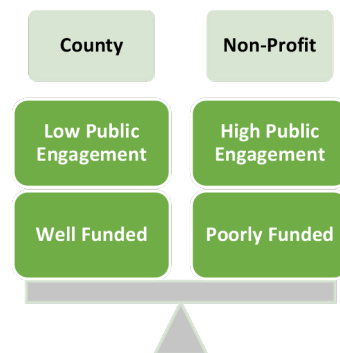 County
Non-Profit
Low Public
Engagement
High Public
Engagement
Well Funded
Poorly Funded